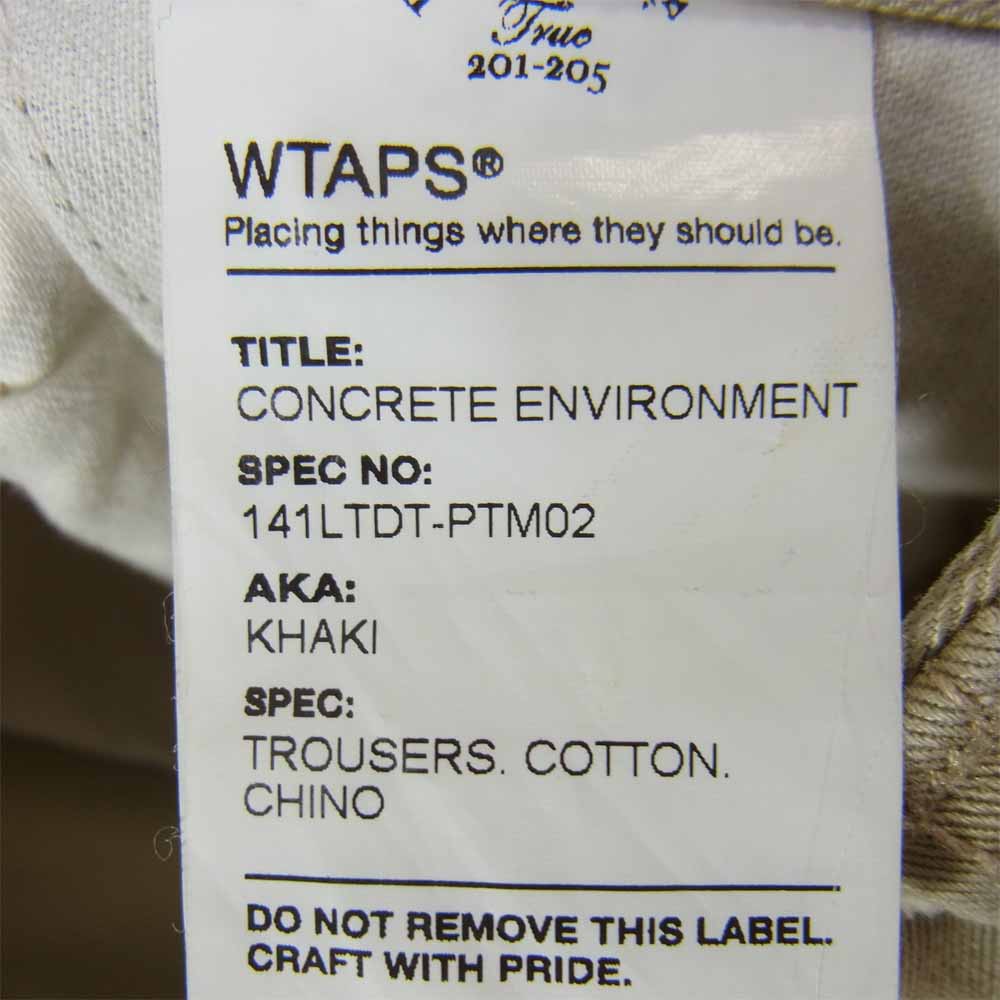 True
201-205
WTAPS®
Placing things where they should be.
TITLE:
CONCRETE ENVIRONMENT
SPEC NO:
141LTDT-PTM02
AKA:
KHAKI
SPEC:
TROUSERS. COTTON.
CHINO
DO NOT REMOVE THIS LABEL.
CRAFT WITH PRIDE.